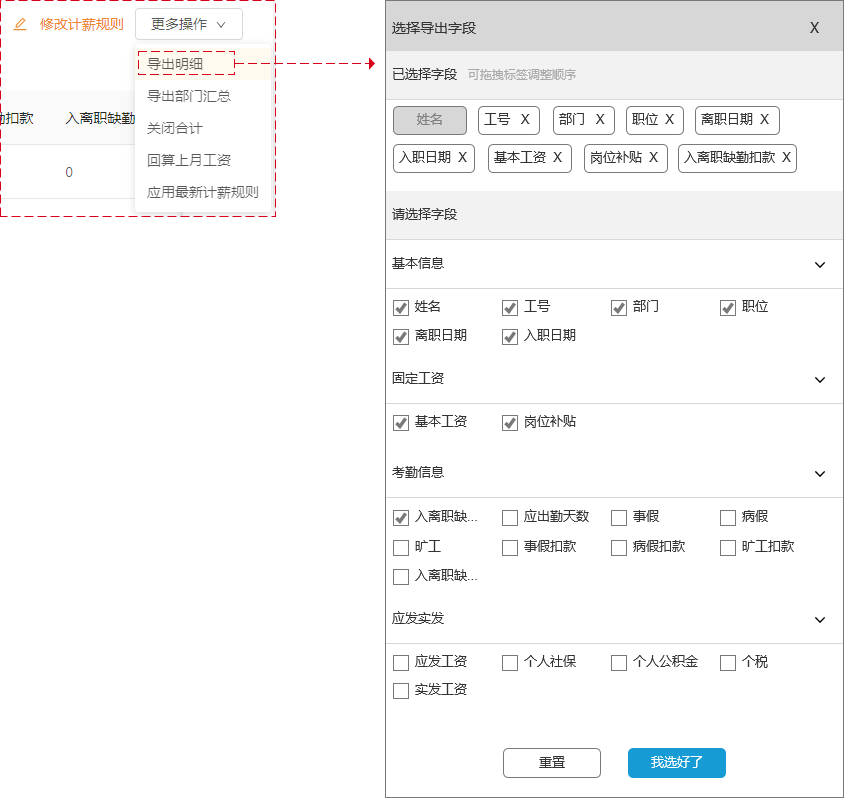 修改计薪规则 更多操作
导出明细
导出部门汇总
扣款 入离职缺勤
关闭合计
回算上月工资
0
应用最新计薪规则
选择导出字段 X
已选择字段 可拖拽标签调整顺序
姓名 工号 X 部门 X 职位 X 离职日期 X
入职日期 X 基本工资 X 岗位补贴 X 入离职缺勤扣款 X
请选择字段
基本信息
姓名 工号 部门 职位
离职日期 入职日期
固定工资
基本工资 岗位补贴
考勤信息
入离职缺... 应出勤天数 事假 病假
旷工 事假扣款 病假扣款 旷工扣款
入离职缺...
应发实发
应发工资 个人社保 个人公积金 个税
实发工资
重置 我选好了